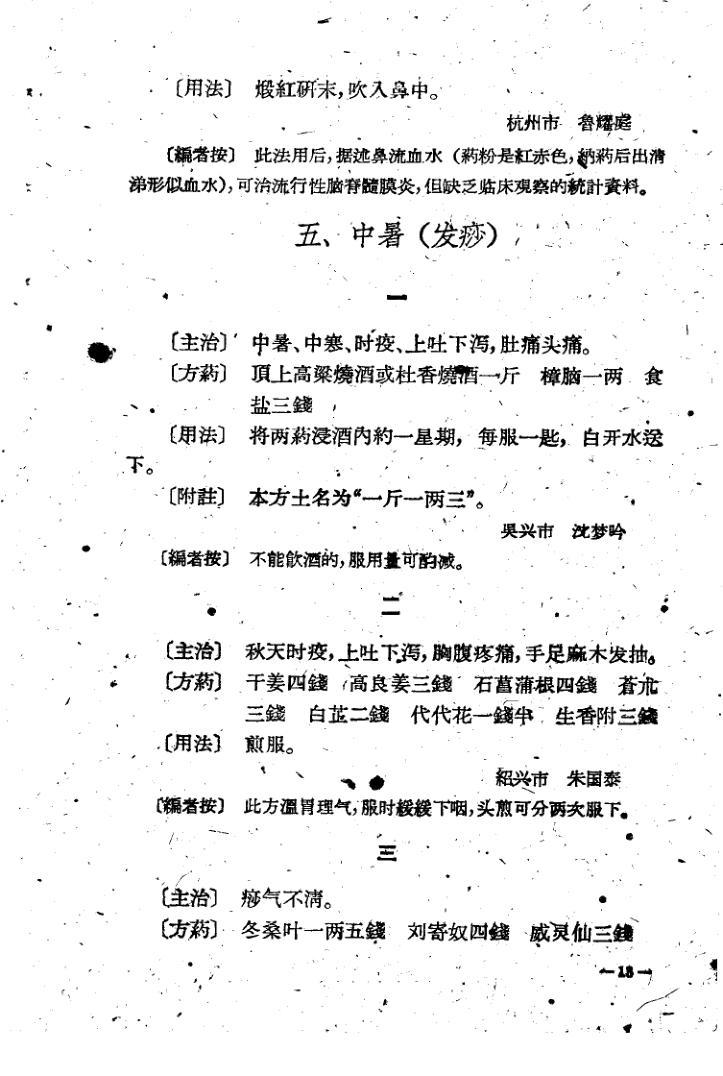 〔用法〕 煅紅研末，吹入鼻中。
杭州市 魯耀庭
〔編者按〕 此法用后，据述鼻流血水（葯粉是紅赤色，納葯后出清
涕形似血水），可治流行性脑脊髓膜炎，但缺乏临床观察的統計資料。
五、中暑（发痧）
一
〔主治〕 中暑、中寒、时疫、上吐下泻，肚痛头痛。
〔方葯〕 頂上高粱燒酒或杜香燒酒一斤 樟脑一两 食
盐三錢
〔用法〕 将两葯浸酒內約一星期，每服一匙，白开水送
下。
〔附註〕 本方土名为“一斤一两三”。
吳兴市 沈梦吟
〔編者按〕 不能飲酒的，服用量可酌减。
二
〔主治〕 秋天时疫，上吐下泻，胸腹疼痛，手足麻木发抽。
〔方葯〕 干姜四錢 高良姜三錢 石菖蒲根四錢 蒼朮
三錢 白芷二錢 代代花一錢半 生香附三錢
〔用法〕 煎服。
紹兴市 朱国泰
〔編者按〕 此方溫胃理气，服时緩緩下咽，头煎可分两次服下。
三
〔主治〕 痧气不清。
〔方葯〕 冬桑叶一两五錢 刘寄奴四錢 威灵仙三錢
—13—